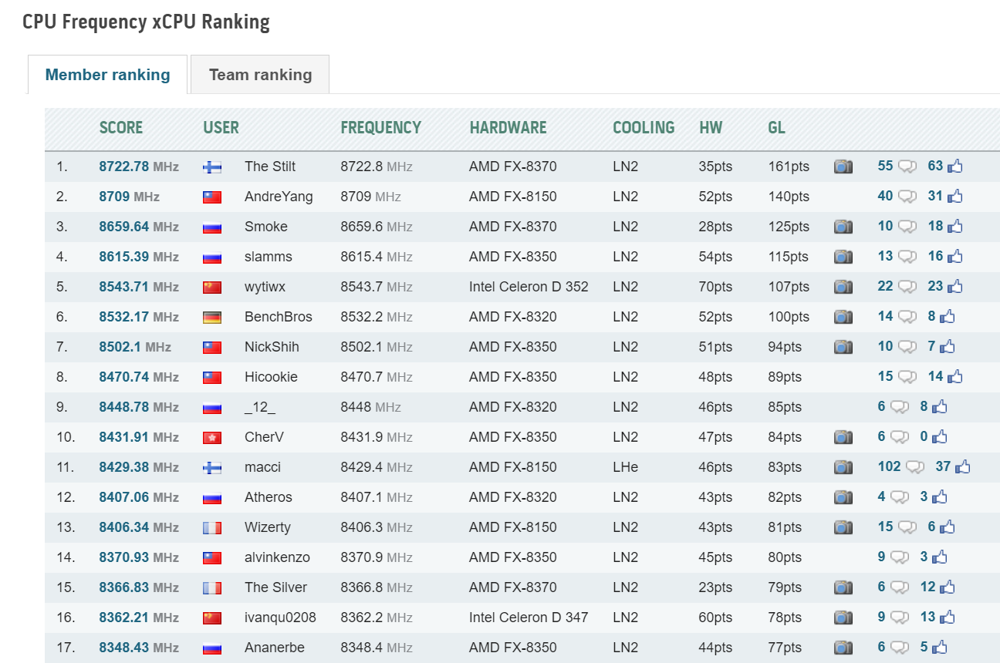 CPU Frequency xCPU Ranking
Member ranking Team ranking
SCORE USER FREQUENCY HARDWARE COOLING HW GL
1. 8722.78 MHz The Stilt 8722.8 MHz AMD FX-8370 LN2 35pts 161pts 55 63
2. 8709 MHz AndreYang 8709 MHz AMD FX-8150 LN2 52pts 140pts 40 31
3. 8659.64 MHz Smoke 8659.6 MHz AMD FX-8370 LN2 28pts 125pts 10 18
4. 8615.39 MHz slamms 8615.4 MHz AMD FX-8350 LN2 54pts 115pts 13 16
5. 8543.71 MHz wytiwx 8543.7 MHz Intel Celeron D 352 LN2 70pts 107pts 22 23
6. 8532.17 MHz BenchBros 8532.2 MHz AMD FX-8320 LN2 52pts 100pts 14 8
7. 8502.1 MHz NickShih 8502.1 MHz AMD FX-8350 LN2 51pts 94pts 10 7
8. 8470.74 MHz Hicookie 8470.7 MHz AMD FX-8350 LN2 48pts 89pts 15 14
9. 8448.78 MHz _12_ 8448 MHz AMD FX-8320 LN2 46pts 85pts 6 8
10. 8431.91 MHz CherV 8431.9 MHz AMD FX-8350 LN2 47pts 84pts 6 0
11. 8429.38 MHz macci 8429.4 MHz AMD FX-8150 LHe 46pts 83pts 102 37
12. 8407.06 MHz Atheros 8407.1 MHz AMD FX-8320 LN2 43pts 82pts 4 3
13. 8406.34 MHz Wizerty 8406.3 MHz AMD FX-8150 LN2 43pts 81pts 15 6
14. 8370.93 MHz alvinkenzo 8370.9 MHz AMD FX-8350 LN2 45pts 80pts 9 3
15. 8366.83 MHz The Silver 8366.8 MHz AMD FX-8370 LN2 23pts 79pts 6 12
16. 8362.21 MHz ivanqu0208 8362.2 MHz Intel Celeron D 347 LN2 60pts 78pts 9 13
17. 8348.43 MHz Ananerbe 8348.4 MHz AMD FX-8350 LN2 44pts 77pts 6 5